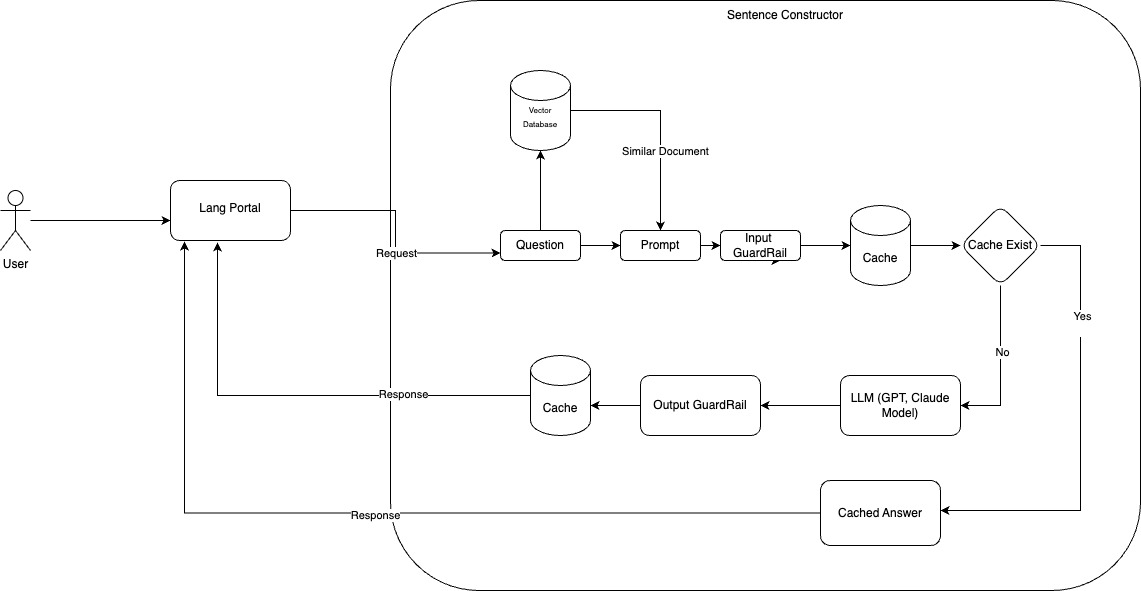 Sentence Constructor
Vector
Database
Similar Document
Lang Portal
User
Request
Question
Prompt
Input
GuardRail
Cache
Cache Exist
Yes
No
Response
Cache
Output GuardRail
LLM (GPT, Claude
Model)
Response
Cached Answer